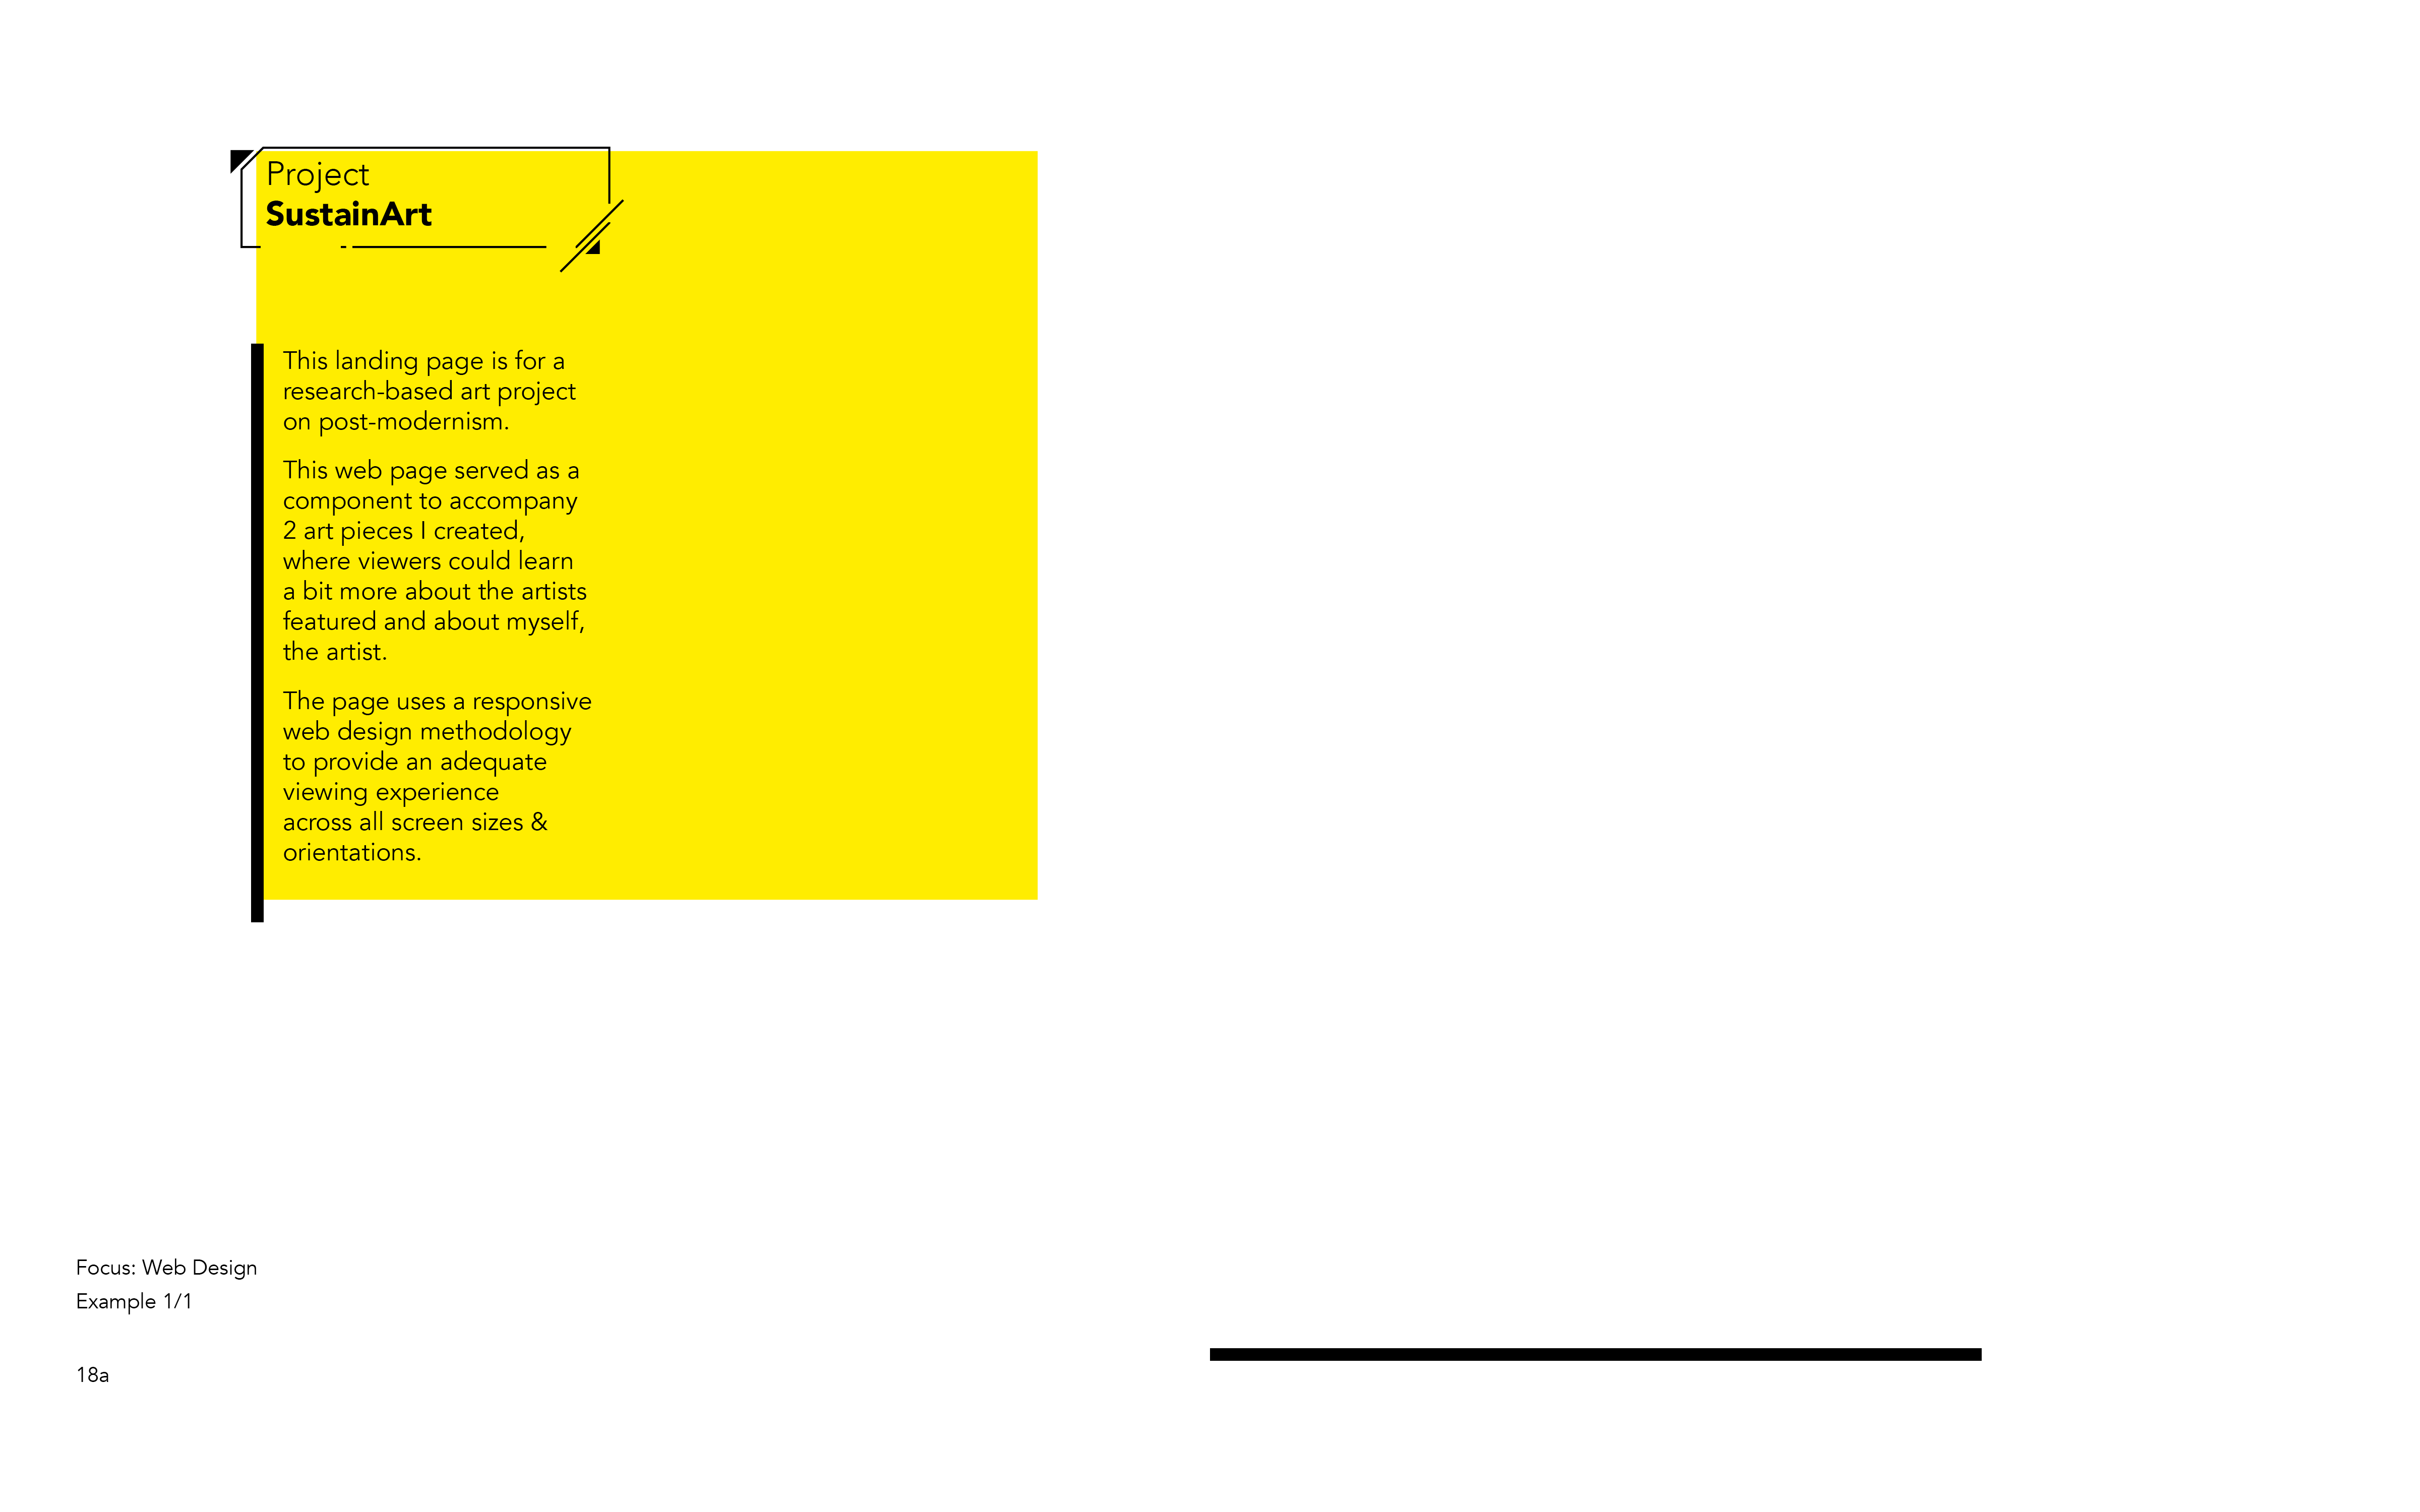 Project
SustainArt
This landing page is for a
research-based art project
on post-modernism.
This web page served as a
component to accompany
2 art pieces I created,
where viewers could learn
a bit more about the artists
featured and about myself,
the artist.
The page uses a responsive
web design methodology
to provide an adequate
viewing experience
across all screen sizes &
orientations.
Focus: Web Design
Example 1/1
18a